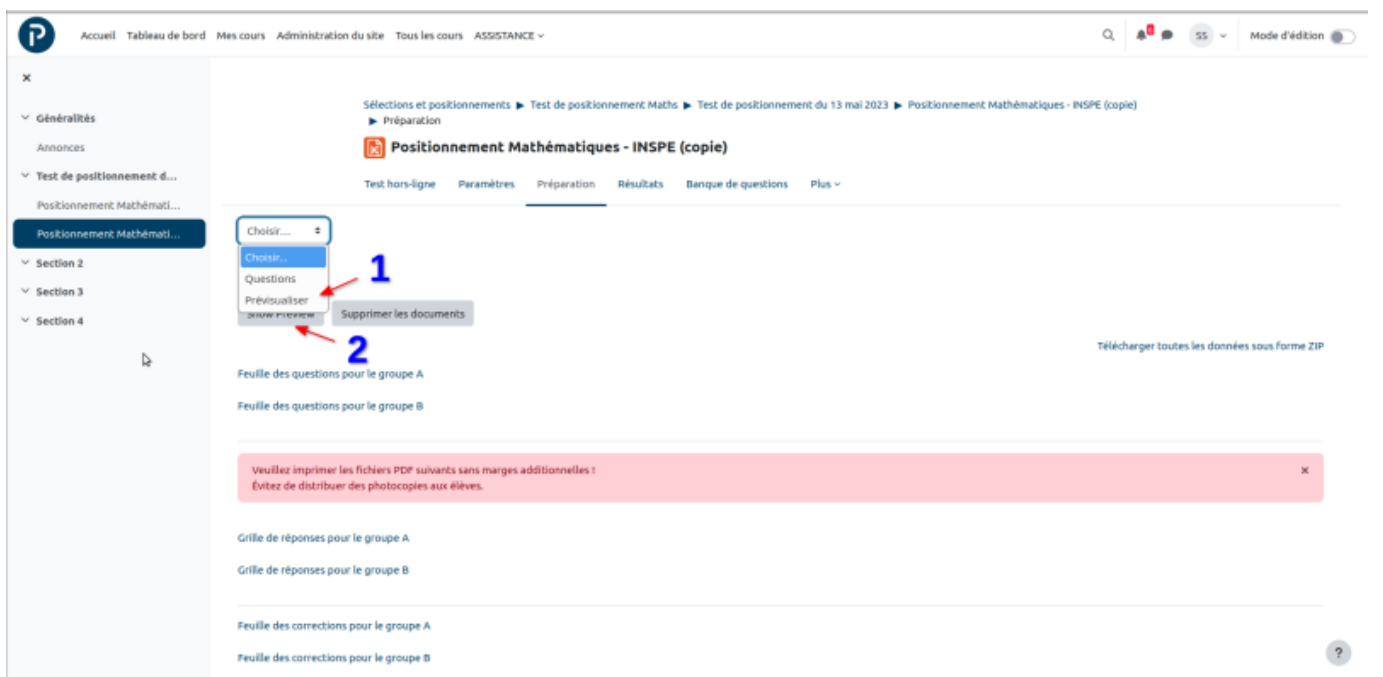 Accueil Tableau de bord Mes cours Administration du site Tous les cours ASSISTANCE SS Mode d'édition
Généralités
Annonces
Test de positionnement d...
Positionnement Mathémati...
Positionnement Mathémati...
Section 2
Section 3
Section 4
Sélections et positionnements ▶ Test de positionnement Maths ▶ Test de positionnement du 13 mai 2023 ▶ Positionnement Mathématiques - INSPE (copie)
▶ Préparation
Positionnement Mathématiques - INSPE (copie)
Test hors-ligne Paramètres Préparation Résultats Banque de questions Plus
Choisir...
Choisir...
Questions
Prévisualiser
1
Show Preview Supprimer les documents
2
Télécharger toutes les données sous forme ZIP
Feuille des questions pour le groupe A
Feuille des questions pour le groupe B
Veuillez imprimer les fichiers PDF suivants sans marges additionnelles !
Évitez de distribuer des photocopies aux élèves.
Grille de réponses pour le groupe A
Grille de réponses pour le groupe B
Feuille des corrections pour le groupe A
Feuille des corrections pour le groupe B
?